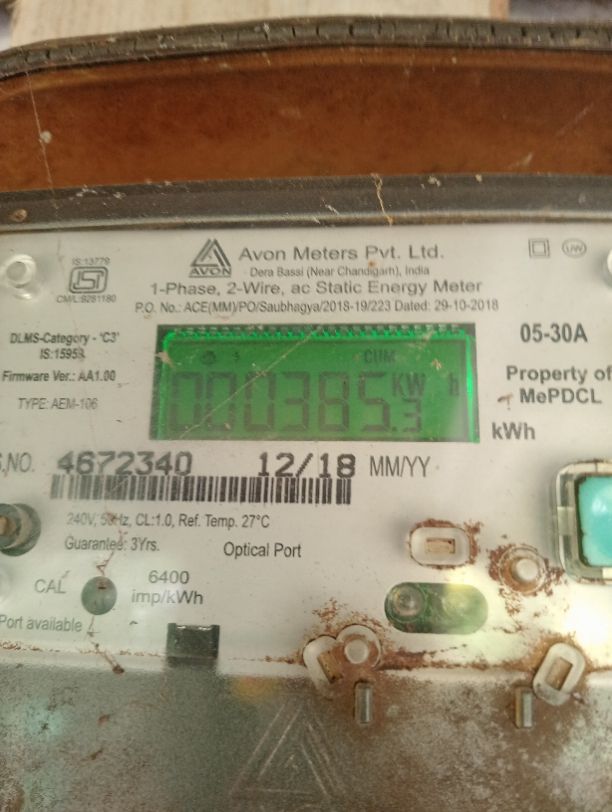 IS:13779
CM/L:9281180
AVON
Avon Meters Pvt. Ltd.
Dera Bassi (Near Chandigarh), India
1-Phase, 2-Wire, ac Static Energy Meter
P.O. No.: ACE(MM)/PO/Saubhagya/2018-19/223 Dated: 29-10-2018
DLMS-Category - 'C3'
IS:15959
Firmware Ver.: AA1.00
TYPE: AEM-106
CUM
000385.3 KW h
05-30A
Property of
MePDCL
kWh
S.NO. 4672340 12/18 MM/YY
240V, 50Hz, CL:1.0, Ref. Temp. 27°C
Guarantee: 3Yrs.
Optical Port
CAL
6400
imp/kWh
Port available